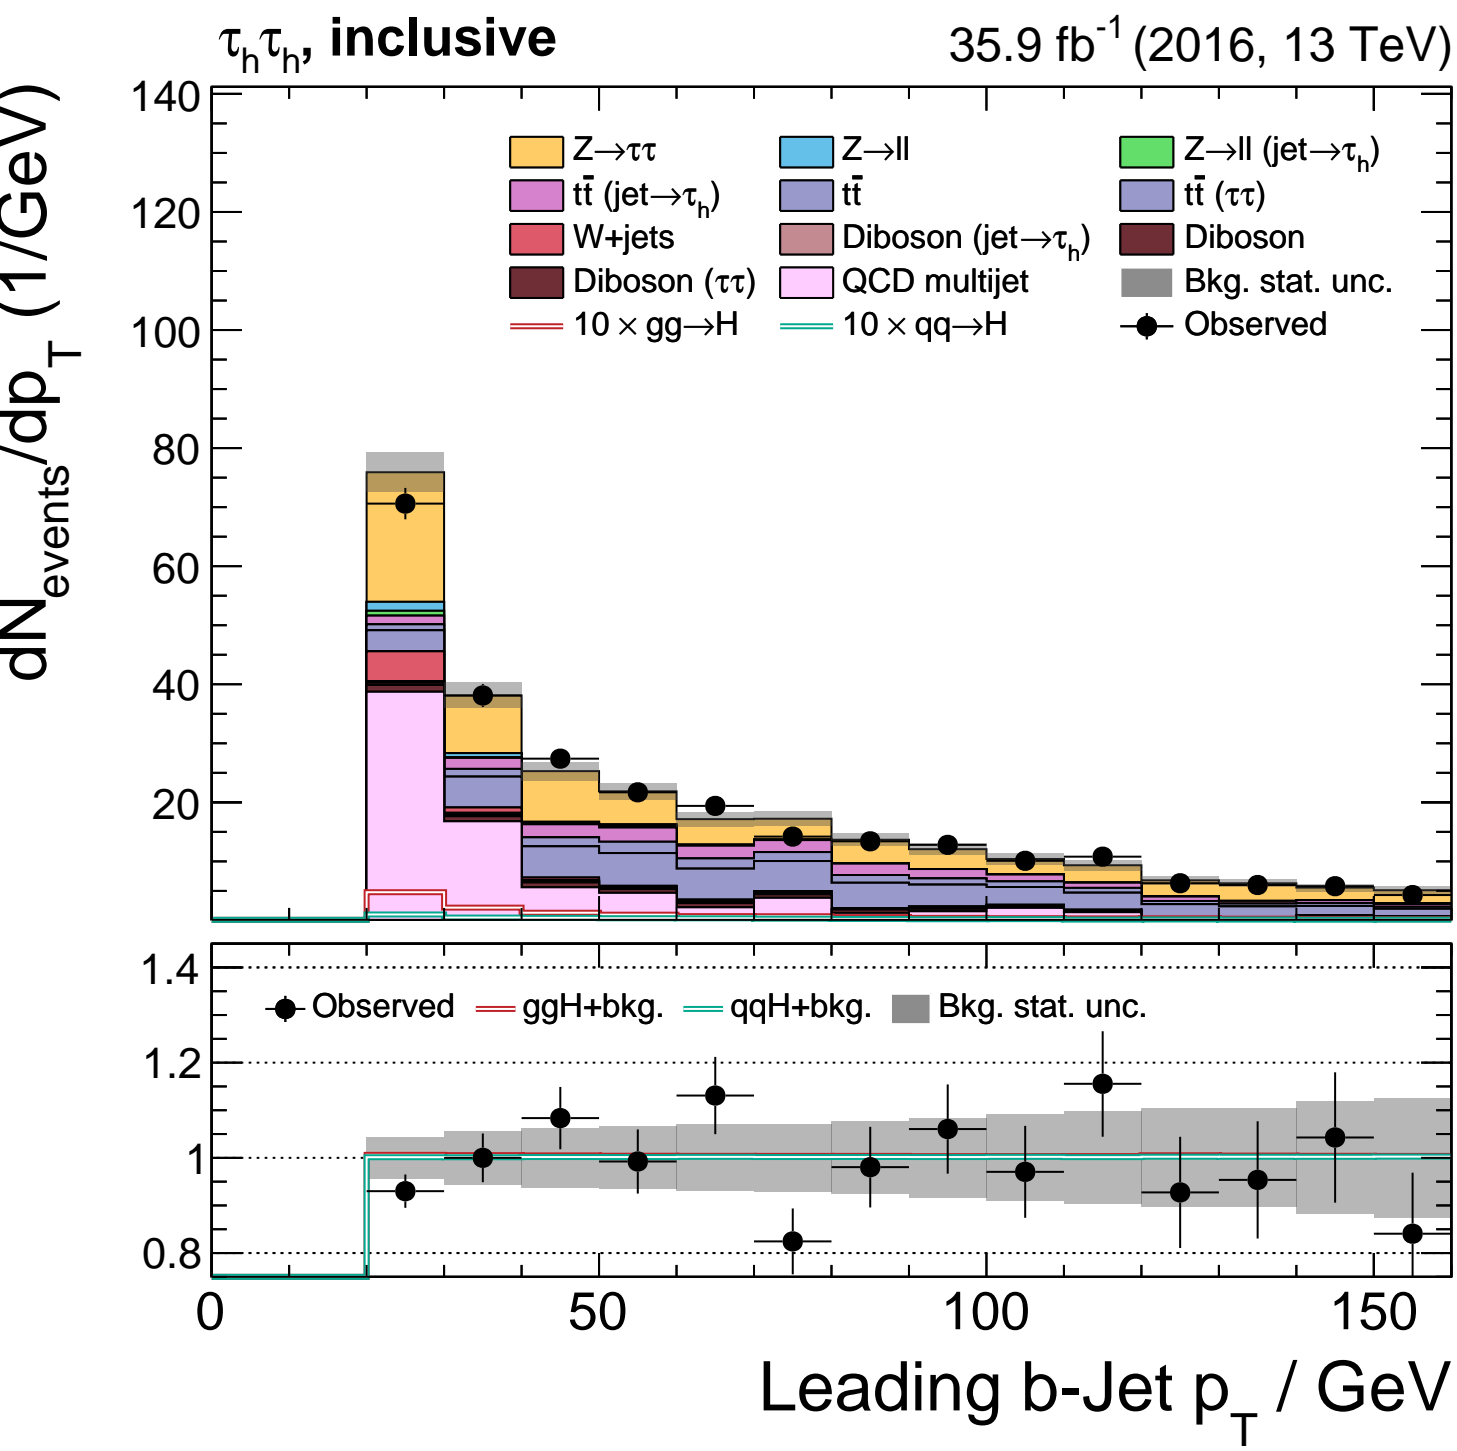 τhτh, inclusive
35.9 fb-1 (2016, 13 TeV)
dNevents/dpT (1/GeV)
140
120
100
80
60
40
20
Z→ττ
Z→ll
Z→ll (jet→τh)
tt̄ (jet→τh)
tt̄
tt̄ (ττ)
W+jets
Diboson (jet→τh)
Diboson
Diboson (ττ)
QCD multijet
Bkg. stat. unc.
10 × gg→H
10 × qq→H
Observed
1.4
1.2
1
0.8
Observed
ggH+bkg.
qqH+bkg.
Bkg. stat. unc.
0
50
100
150
Leading b-Jet pT / GeV